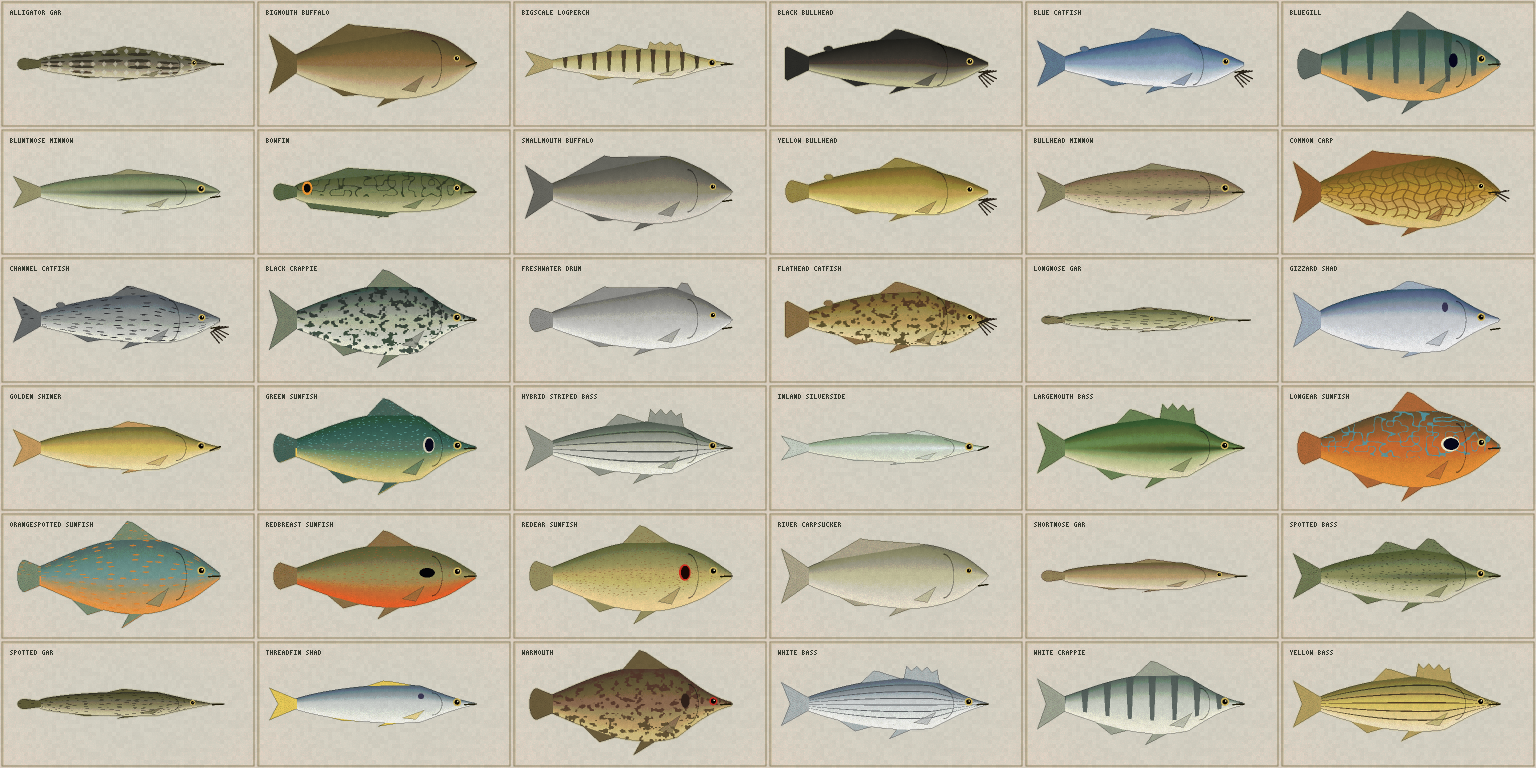 ALLIGATOR GAR
BIGMOUTH BUFFALO
BIGSCALE LOGPERCH
BLACK BULLHEAD
BLUE CATFISH
BLUEGILL
BLUNTNOSE MINNOW
BOWFIN
SMALLMOUTH BUFFALO
YELLOW BULLHEAD
BULLHEAD MINNOW
COMMON CARP
CHANNEL CATFISH
BLACK CRAPPIE
FRESHWATER DRUM
FLATHEAD CATFISH
LONGNOSE GAR
GIZZARD SHAD
GOLDEN SHINER
GREEN SUNFISH
HYBRID STRIPED BASS
INLAND SILVERSIDE
LARGEMOUTH BASS
LONGEAR SUNFISH
ORANGESPOTTED SUNFISH
REDBREAST SUNFISH
REDEAR SUNFISH
RIVER CARPSUCKER
SHORTNOSE GAR
SPOTTED BASS
SPOTTED GAR
THREADFIN SHAD
WARMOUTH
WHITE BASS
WHITE CRAPPIE
YELLOW BASS